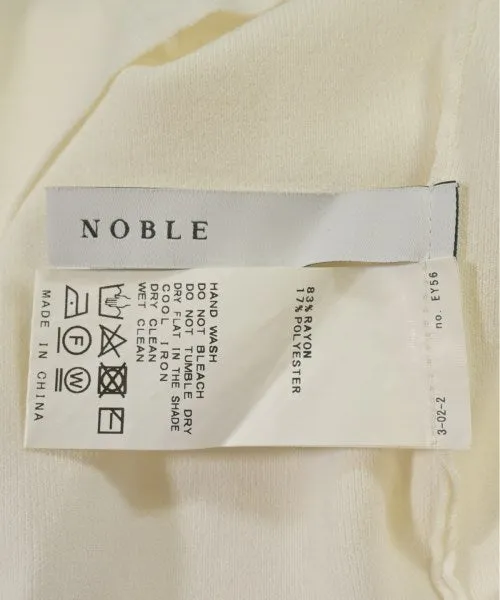 NOBLE
83% RAYON
17% POLYESTER
HAND WASH
DO NOT BLEACH
DO NOT TUMBLE DRY
DRY FLAT IN THE SHADE
COOL IRON
DRY CLEAN
WET CLEAN
F
W
MADE IN CHINA
no. EY56
3-02-2